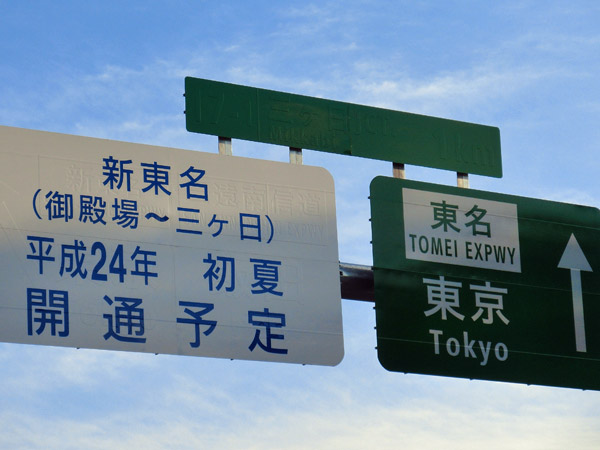 新東名
(御殿場～三ヶ日)
平成24年 初夏
開通予定
東名
TOMEI EXPWY
東京
Tokyo